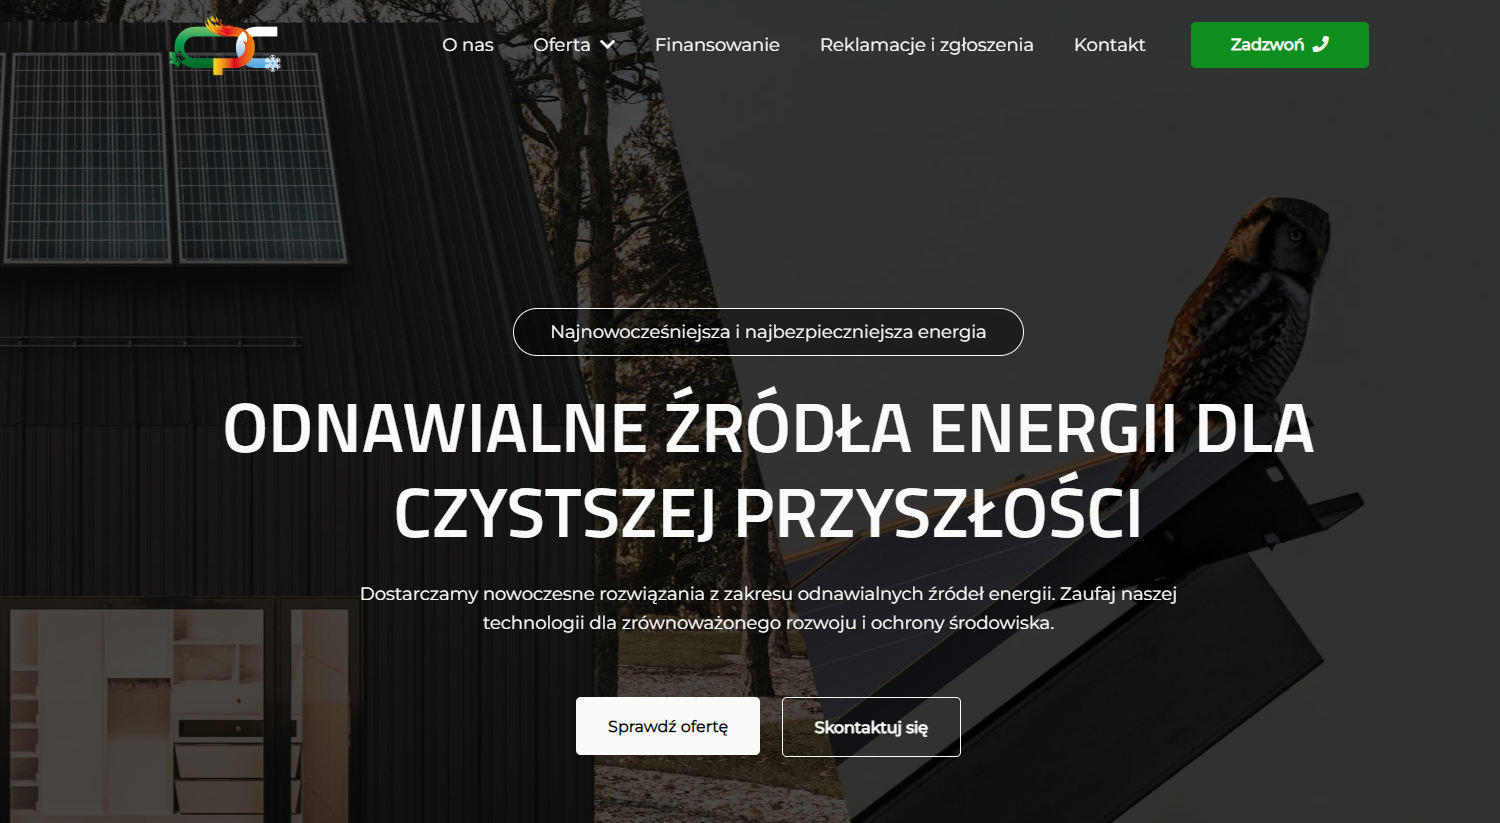 O nas Oferta Finansowanie Reklamacje i zgłoszenia Kontakt Zadzwoń
Najnowocześniejsza i najbezpieczniejsza energia
ODNAWIALNE ŹRÓDŁA ENERGII DLA
CZYSTSZEJ PRZYSZŁOŚCI
Dostarczamy nowoczesne rozwiązania z zakresu odnawialnych źródeł energii. Zaufaj naszej
technologii dla zrównoważonego rozwoju i ochrony środowiska.
Sprawdź ofertę Skontaktuj się